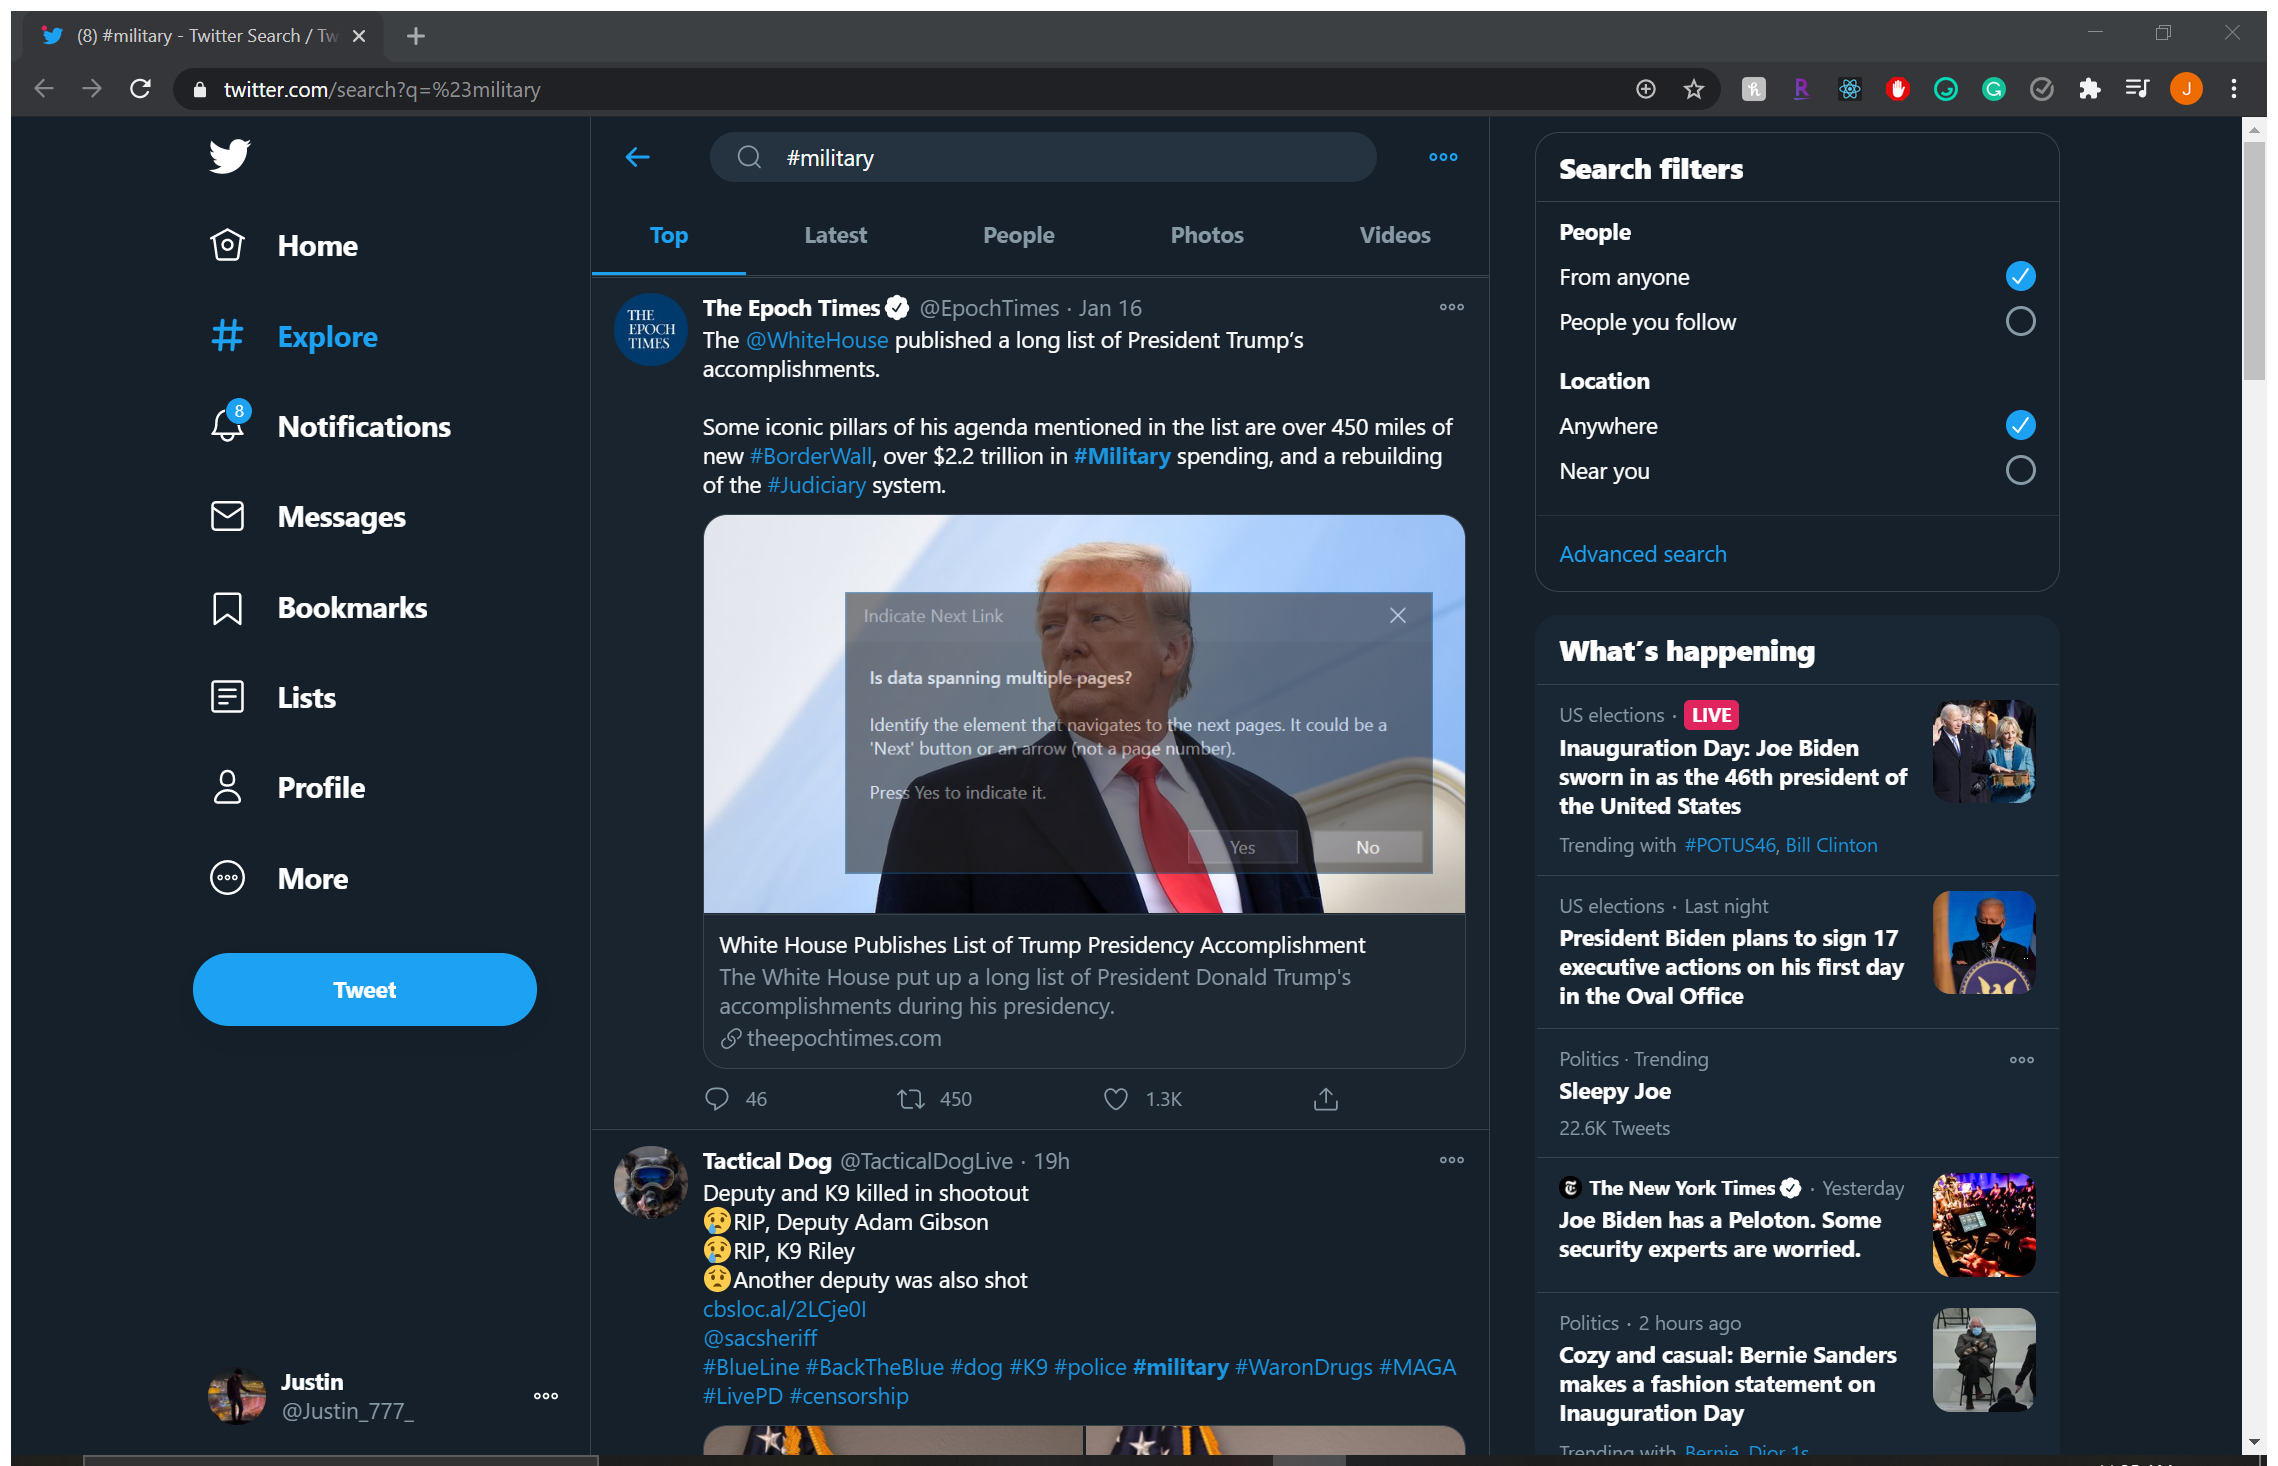 (8) #military - Twitter Search / Tw
twitter.com/search?q=%23military
J
Home
Explore
8
Notifications
Messages
Bookmarks
Lists
Profile
More
Tweet
Justin
@Justin_777_
#military
Top
Latest
People
Photos
Videos
THE
EPOCH
TIMES
The Epoch Times @EpochTimes · Jan 16
The @WhiteHouse published a long list of President Trump’s
accomplishments.
Some iconic pillars of his agenda mentioned in the list are over 450 miles of
new #BorderWall, over $2.2 trillion in #Military spending, and a rebuilding
of the #Judiciary system.
Indicate Next Link
Is data spanning multiple pages?
Identify the element that navigates to the next pages. It could be a
'Next' button or an arrow (not a page number).
Press Yes to indicate it.
Yes
No
White House Publishes List of Trump Presidency Accomplishment
The White House put up a long list of President Donald Trump's
accomplishments during his presidency.
theepochtimes.com
46
450
1.3K
Tactical Dog @TacticalDogLive · 19h
Deputy and K9 killed in shootout
😢RIP, Deputy Adam Gibson
😢RIP, K9 Riley
😟Another deputy was also shot
cbsloc.al/2LCje0I
@sacsheriff
#BlueLine #BackTheBlue #dog #K9 #police #military #WaronDrugs #MAGA
#LivePD #censorship
Search filters
People
From anyone
People you follow
Location
Anywhere
Near you
Advanced search
What's happening
US elections · LIVE
Inauguration Day: Joe Biden
sworn in as the 46th president of
the United States
Trending with #POTUS46, Bill Clinton
US elections · Last night
President Biden plans to sign 17
executive actions on his first day
in the Oval Office
Politics · Trending
Sleepy Joe
22.6K Tweets
The New York Times · Yesterday
Joe Biden has a Peloton. Some
security experts are worried.
Politics · 2 hours ago
Cozy and casual: Bernie Sanders
makes a fashion statement on
Inauguration Day
Trending with Bernie, Dior 1s